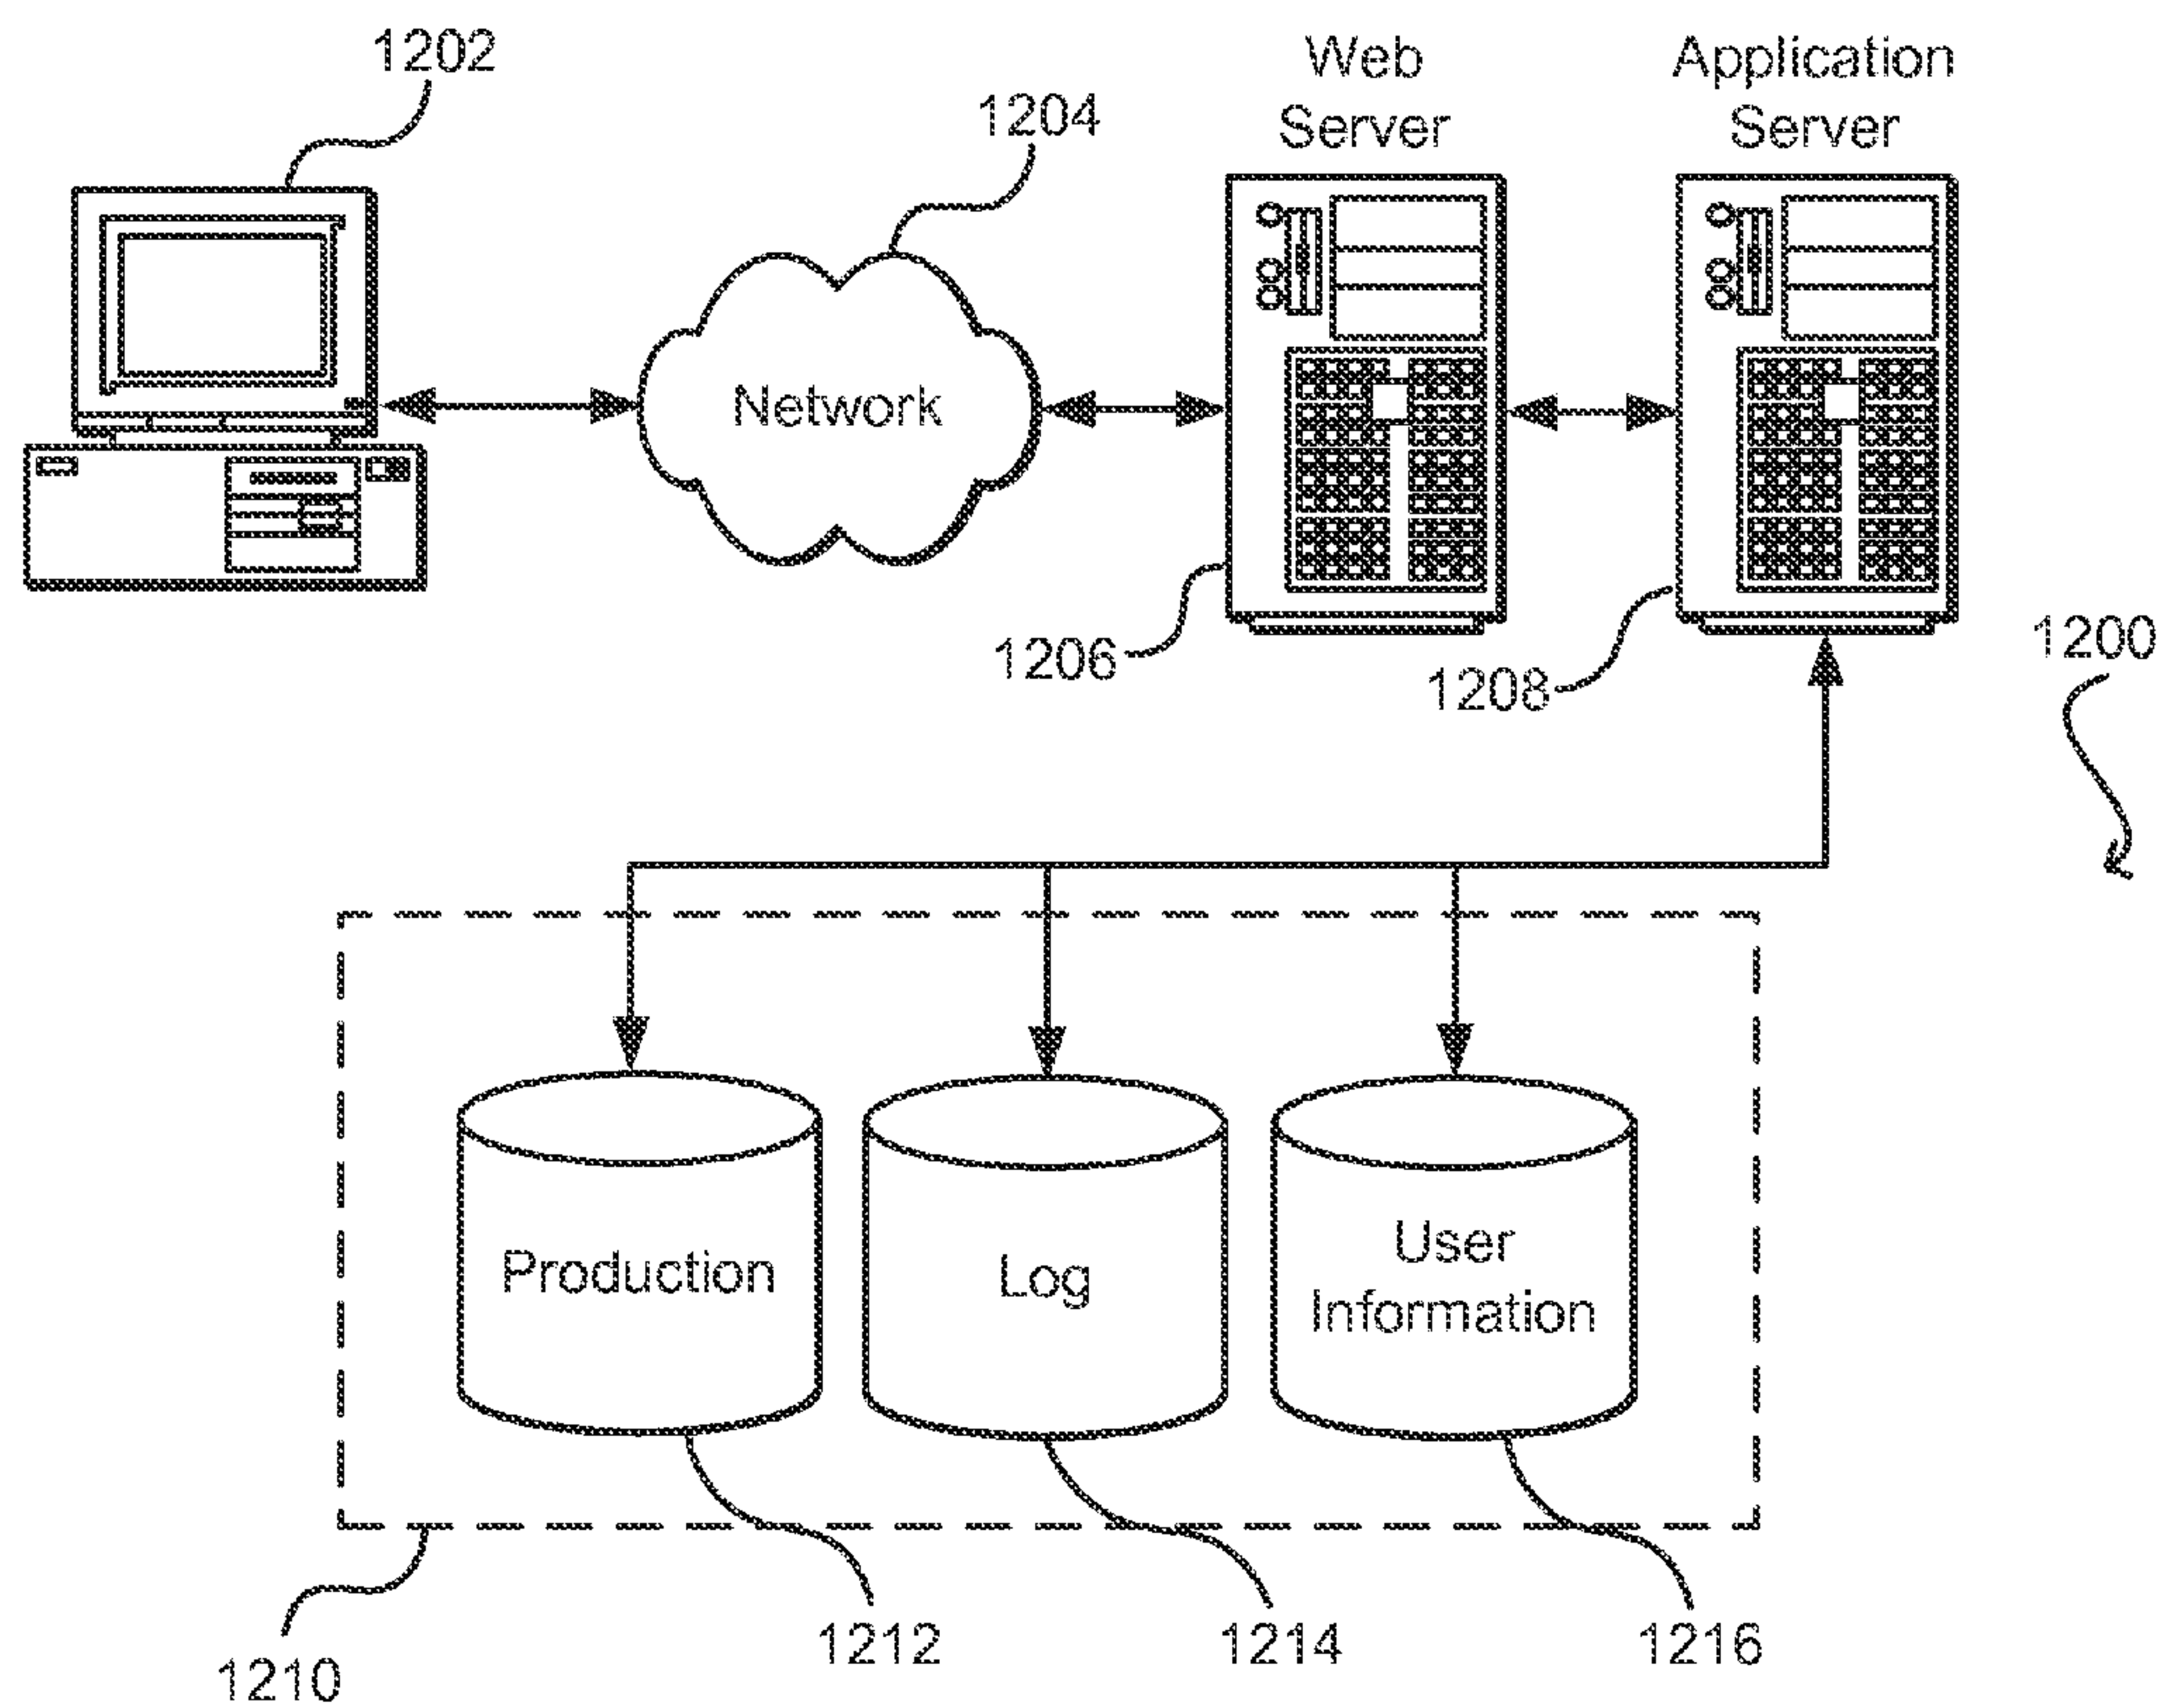 1202
1204
Web
Server
Application
Server
Network
1206
1208
1200
Production
Log
User
Information
1210
1212
1214
1216